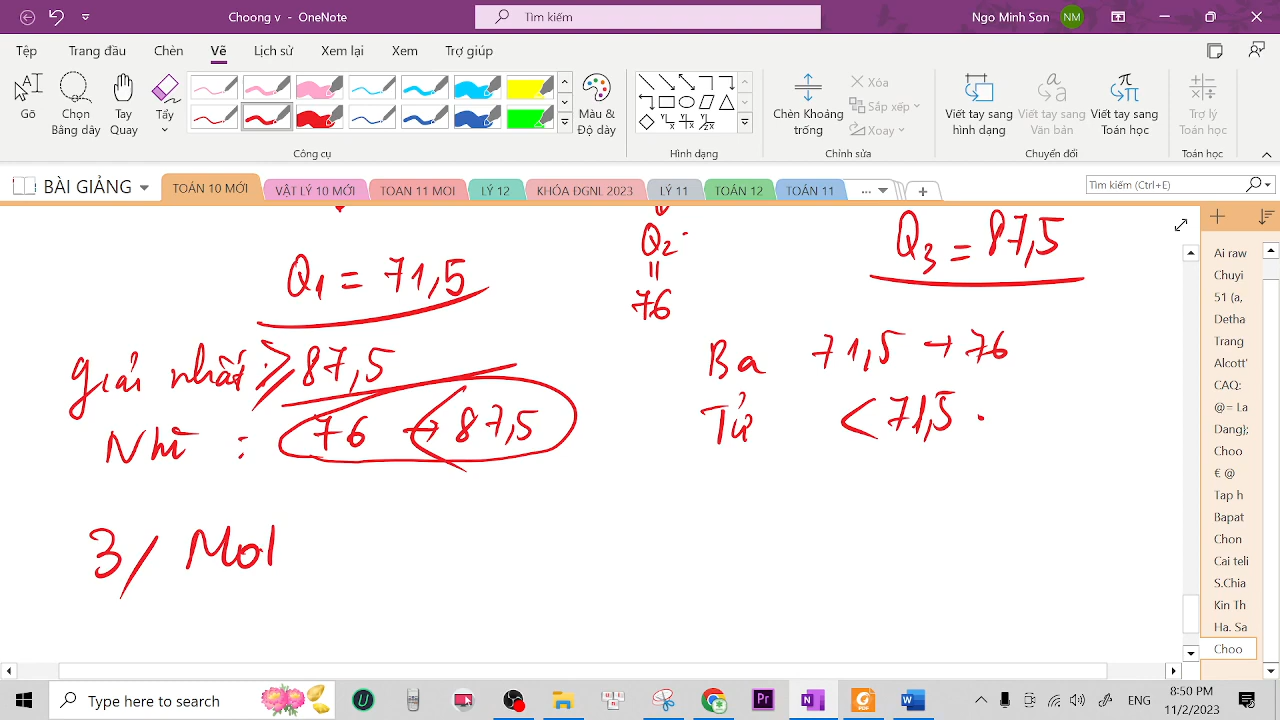 Choong v - OneNote
Tìm kiếm
Ngo Minh Son NM
Tệp Trang đầu Chèn Vẽ Lịch sử Xem lại Xem Trợ giúp
Gõ
Chọn Bằng dây
Tay Quay
Tẩy
Màu & Độ dày
Chèn Khoảng trống
Xóa
Sắp xếp
Xoay
Viết tay sang hình dạng
Viết tay sang Văn bản
Viết tay sang Toán học
Trợ lý Toán học
Công cụ Hình dạng Chỉnh sửa Chuyển đổi Toán học
BÀI GIẢNG TOÁN 10 MỚI VẬT LÝ 10 MỚI TOAN 11 MOI LÝ 12 KHÓA ĐGNL 2023 LÝ 11 TOÁN 12 TOÁN 11 ...
Tìm kiếm (Ctrl+E)
Q1 = 71,5
Q2
=
76
Q3 = 87,5
giải nhất: ≥ 87,5
Nhì : 76 → < 87,5
Ba 71,5 → 76
Tư < 71,5 .
3/ Mol
Ai raw
Chuyi
51 (a,
Detha
Trang
Alcott'
CAQ:
@ = La
Dang);
Choo
€ @
Tap h
Bapat
Chon
Cai teli
S.Chia
Kin Th
Ha. Sa
Choo
Type here to search
ENG
8:50 PM
11/2/2023